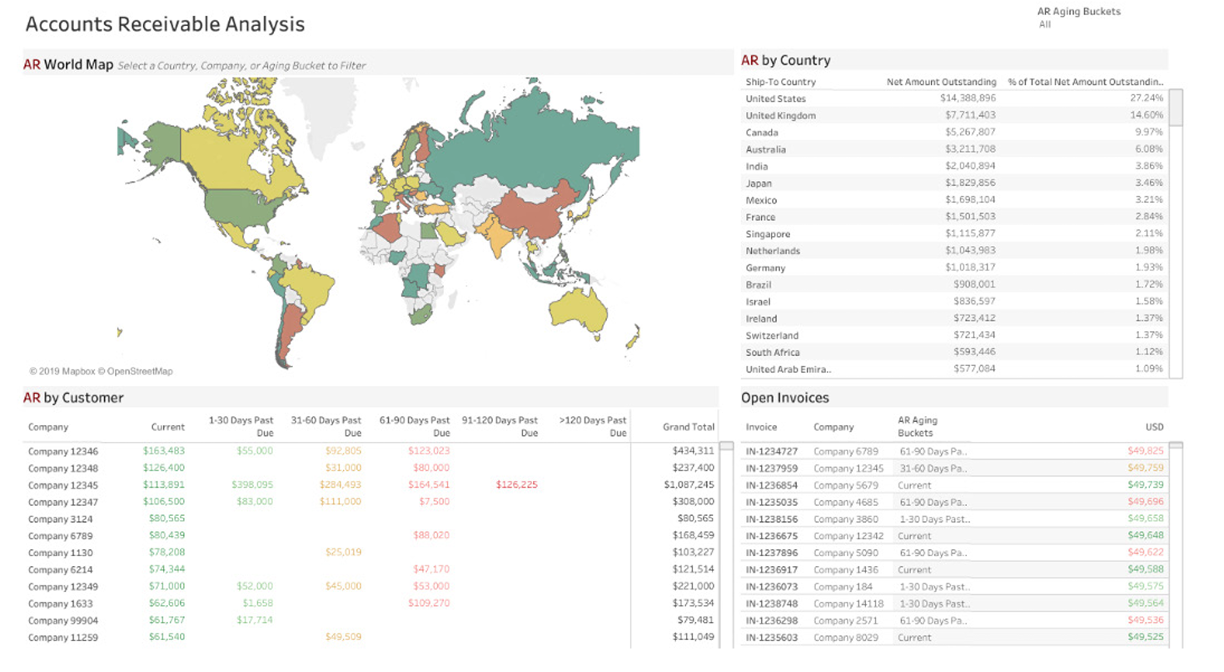 Accounts Receivable Analysis
AR Aging Buckets
All
AR World Map Select a Country, Company, or Aging Bucket to Filter
© 2019 Mapbox © OpenStreetMap
AR by Country
Ship-To Country Net Amount Outstanding % of Total Net Amount Outstandin..
United States $14,388,896 27.24%
United Kingdom $7,711,403 14.60%
Canada $5,267,807 9.97%
Australia $3,211,708 6.08%
India $2,040,894 3.86%
Japan $1,829,856 3.46%
Mexico $1,698,104 3.21%
France $1,501,503 2.84%
Singapore $1,115,877 2.11%
Netherlands $1,043,983 1.98%
Germany $1,018,317 1.93%
Brazil $908,001 1.72%
Israel $836,597 1.58%
Ireland $723,412 1.37%
Switzerland $721,434 1.37%
South Africa $593,446 1.12%
United Arab Emira.. $577,084 1.09%
AR by Customer
Company Current 1-30 Days Past Due 31-60 Days Past Due 61-90 Days Past Due 91-120 Days Past Due >120 Days Past Due Grand Total
Company 12346 $163,483 $55,000 $92,805 $123,023 $434,311
Company 12348 $126,400 $31,000 $80,000 $237,400
Company 12345 $113,891 $398,095 $284,493 $164,541 $126,225 $1,087,245
Company 12347 $106,500 $83,000 $111,000 $7,500 $308,000
Company 3124 $80,565 $80,565
Company 6789 $80,439 $88,020 $168,459
Company 1130 $78,208 $25,019 $103,227
Company 6214 $74,344 $47,170 $121,514
Company 12349 $71,000 $52,000 $45,000 $53,000 $221,000
Company 1633 $62,606 $1,658 $109,270 $173,534
Company 99904 $61,767 $17,714 $79,481
Company 11259 $61,540 $49,509 $111,049
Open Invoices
Invoice Company AR Aging Buckets USD
IN-1234727 Company 6789 61-90 Days Pa.. $49,825
IN-1237959 Company 12345 31-60 Days Pa.. $49,759
IN-1236854 Company 5679 Current $49,739
IN-1235035 Company 4685 61-90 Days Pa.. $49,696
IN-1238156 Company 3860 1-30 Days Past.. $49,658
IN-1236675 Company 12342 Current $49,648
IN-1237896 Company 5090 61-90 Days Pa.. $49,622
IN-1236917 Company 1436 Current $49,588
IN-1236073 Company 184 1-30 Days Past.. $49,575
IN-1238748 Company 14118 1-30 Days Past.. $49,564
IN-1236298 Company 2571 61-90 Days Pa.. $49,536
IN-1235603 Company 8029 Current $49,525